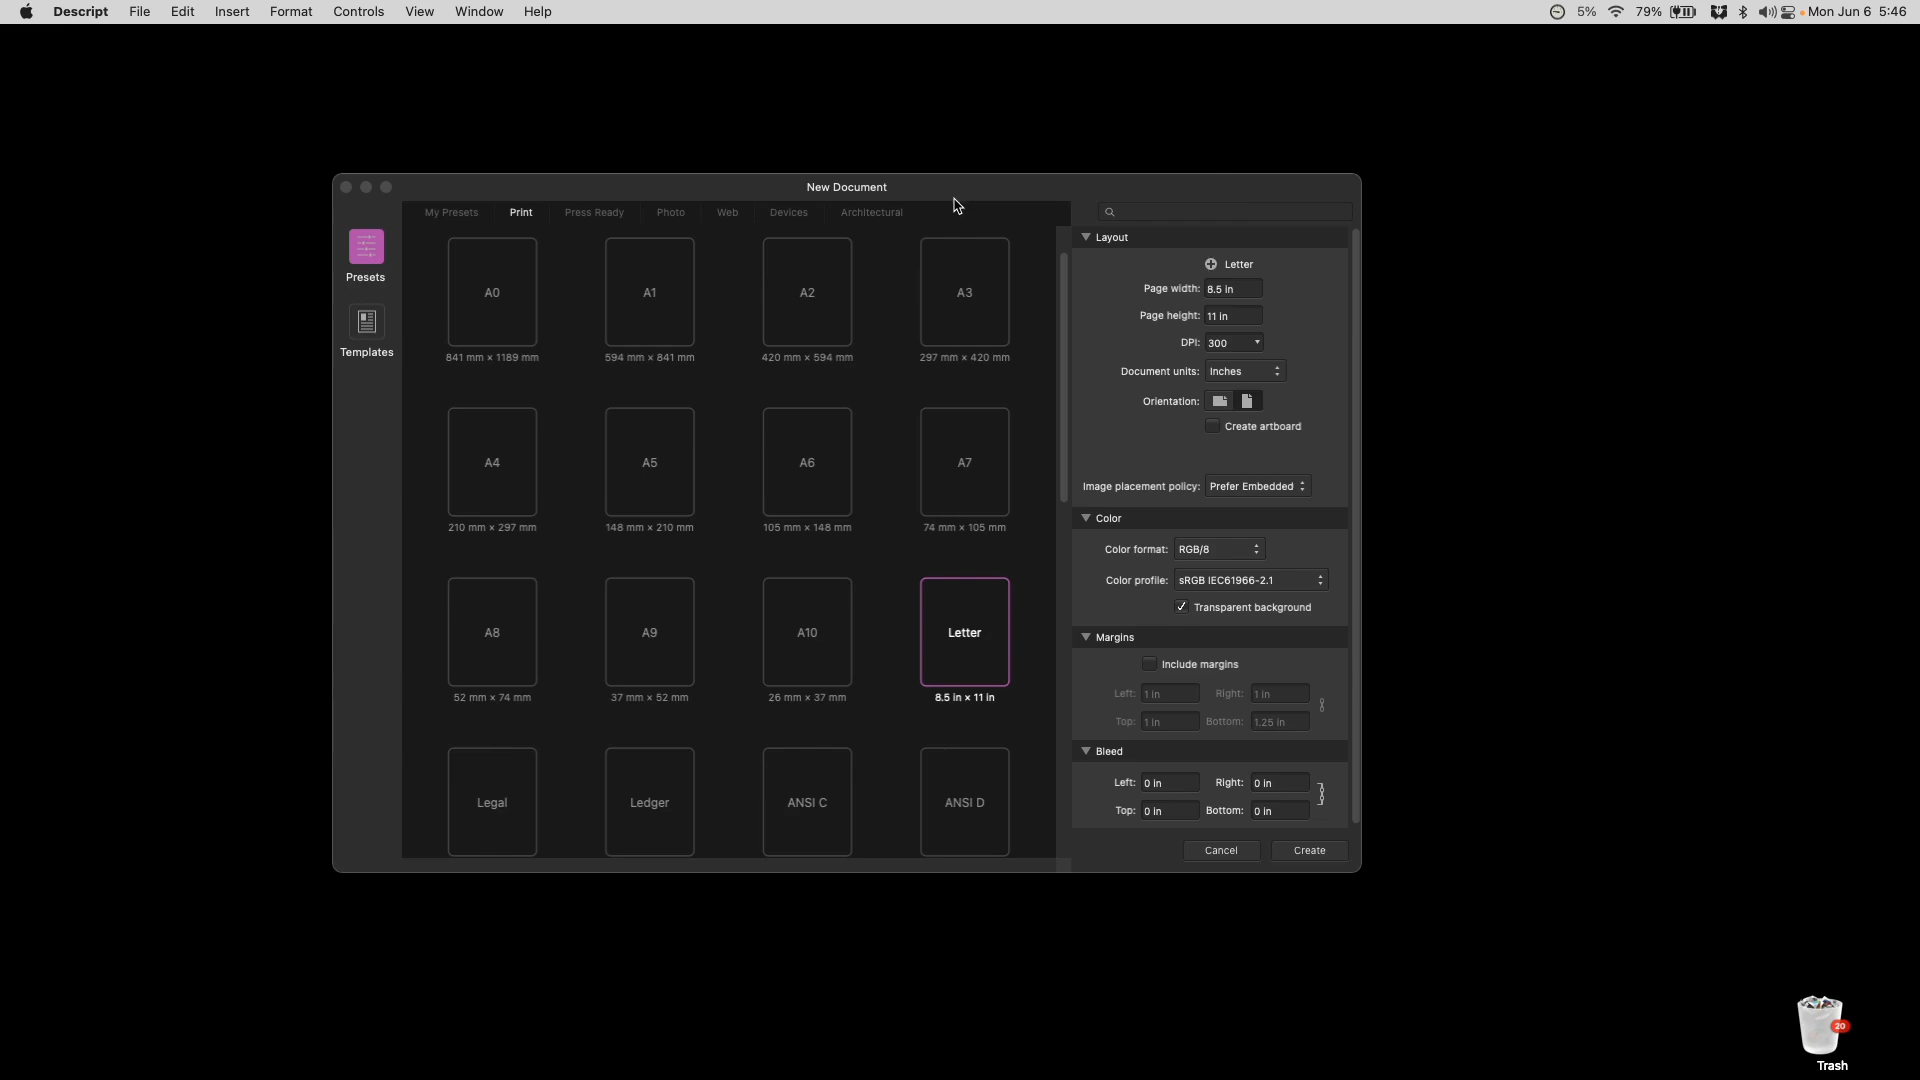 Descript File Edit Insert Format Controls View Window Help 5% 79% Mon Jun 6 5:46
New Document
My Presets Print Press Ready Photo Web Devices Architectural
Presets
Templates
A0 A1 A2 A3
841 mm × 1189 mm 594 mm × 841 mm 420 mm × 594 mm 297 mm × 420 mm
A4 A5 A6 A7
210 mm × 297 mm 148 mm × 210 mm 105 mm × 148 mm 74 mm × 105 mm
A8 A9 A10 Letter
52 mm × 74 mm 37 mm × 52 mm 26 mm × 37 mm 8.5 in × 11 in
Legal Ledger ANSI C ANSI D
Layout
Letter
Page width: 8.5 in
Page height: 11 in
DPI: 300
Document units: Inches
Orientation:
Create artboard
Image placement policy: Prefer Embedded
Color
Color format: RGB/8
Color profile: sRGB IEC61966-2.1
Transparent background
Margins
Include margins
Left: 1 in Right: 1 in
Top: 1 in Bottom: 1.25 in
Bleed
Left: 0 in Right: 0 in
Top: 0 in Bottom: 0 in
Cancel Create
20
Trash